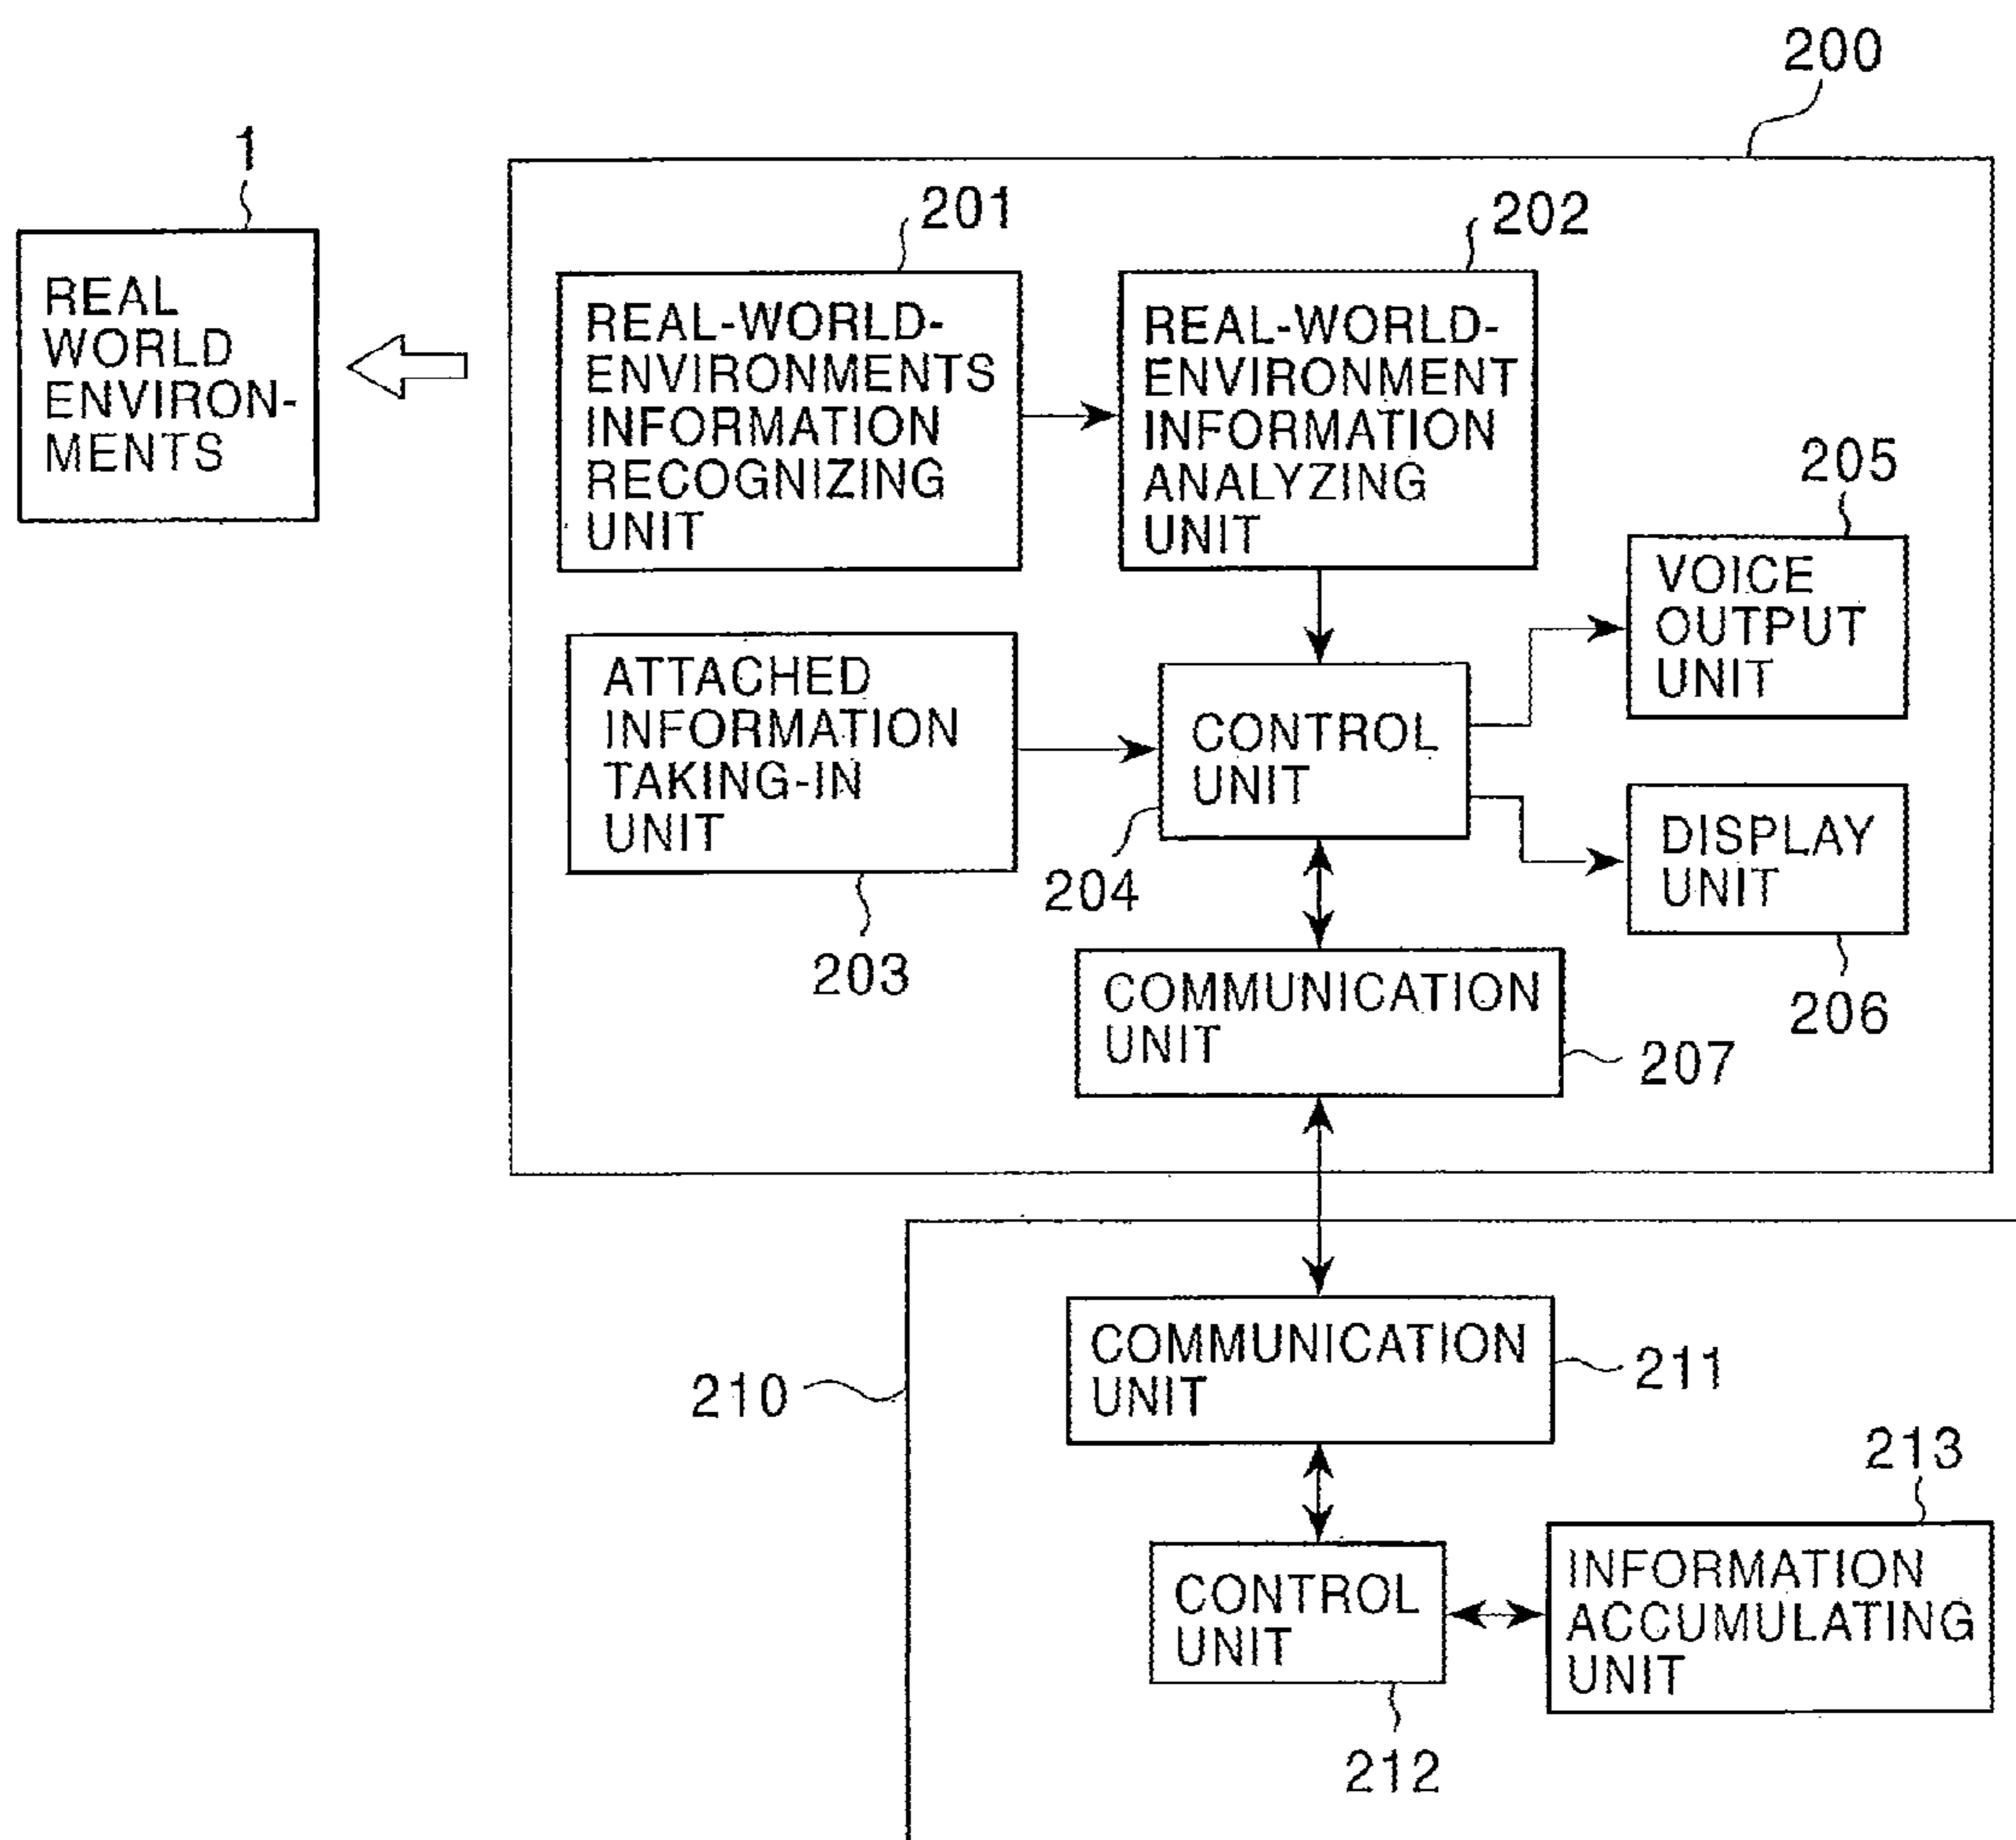 200
1
REAL
WORLD
ENVIRON-
MENTS
201
REAL-WORLD-
ENVIRONMENTS
INFORMATION
RECOGNIZING
UNIT
202
REAL-WORLD-
ENVIRONMENT
INFORMATION
ANALYZING
UNIT
205
VOICE
OUTPUT
UNIT
ATTACHED
INFORMATION
TAKING-IN
UNIT
203
CONTROL
UNIT
204
DISPLAY
UNIT
206
COMMUNICATION
UNIT
207
210
COMMUNICATION
UNIT
211
213
CONTROL
UNIT
212
INFORMATION
ACCUMULATING
UNIT